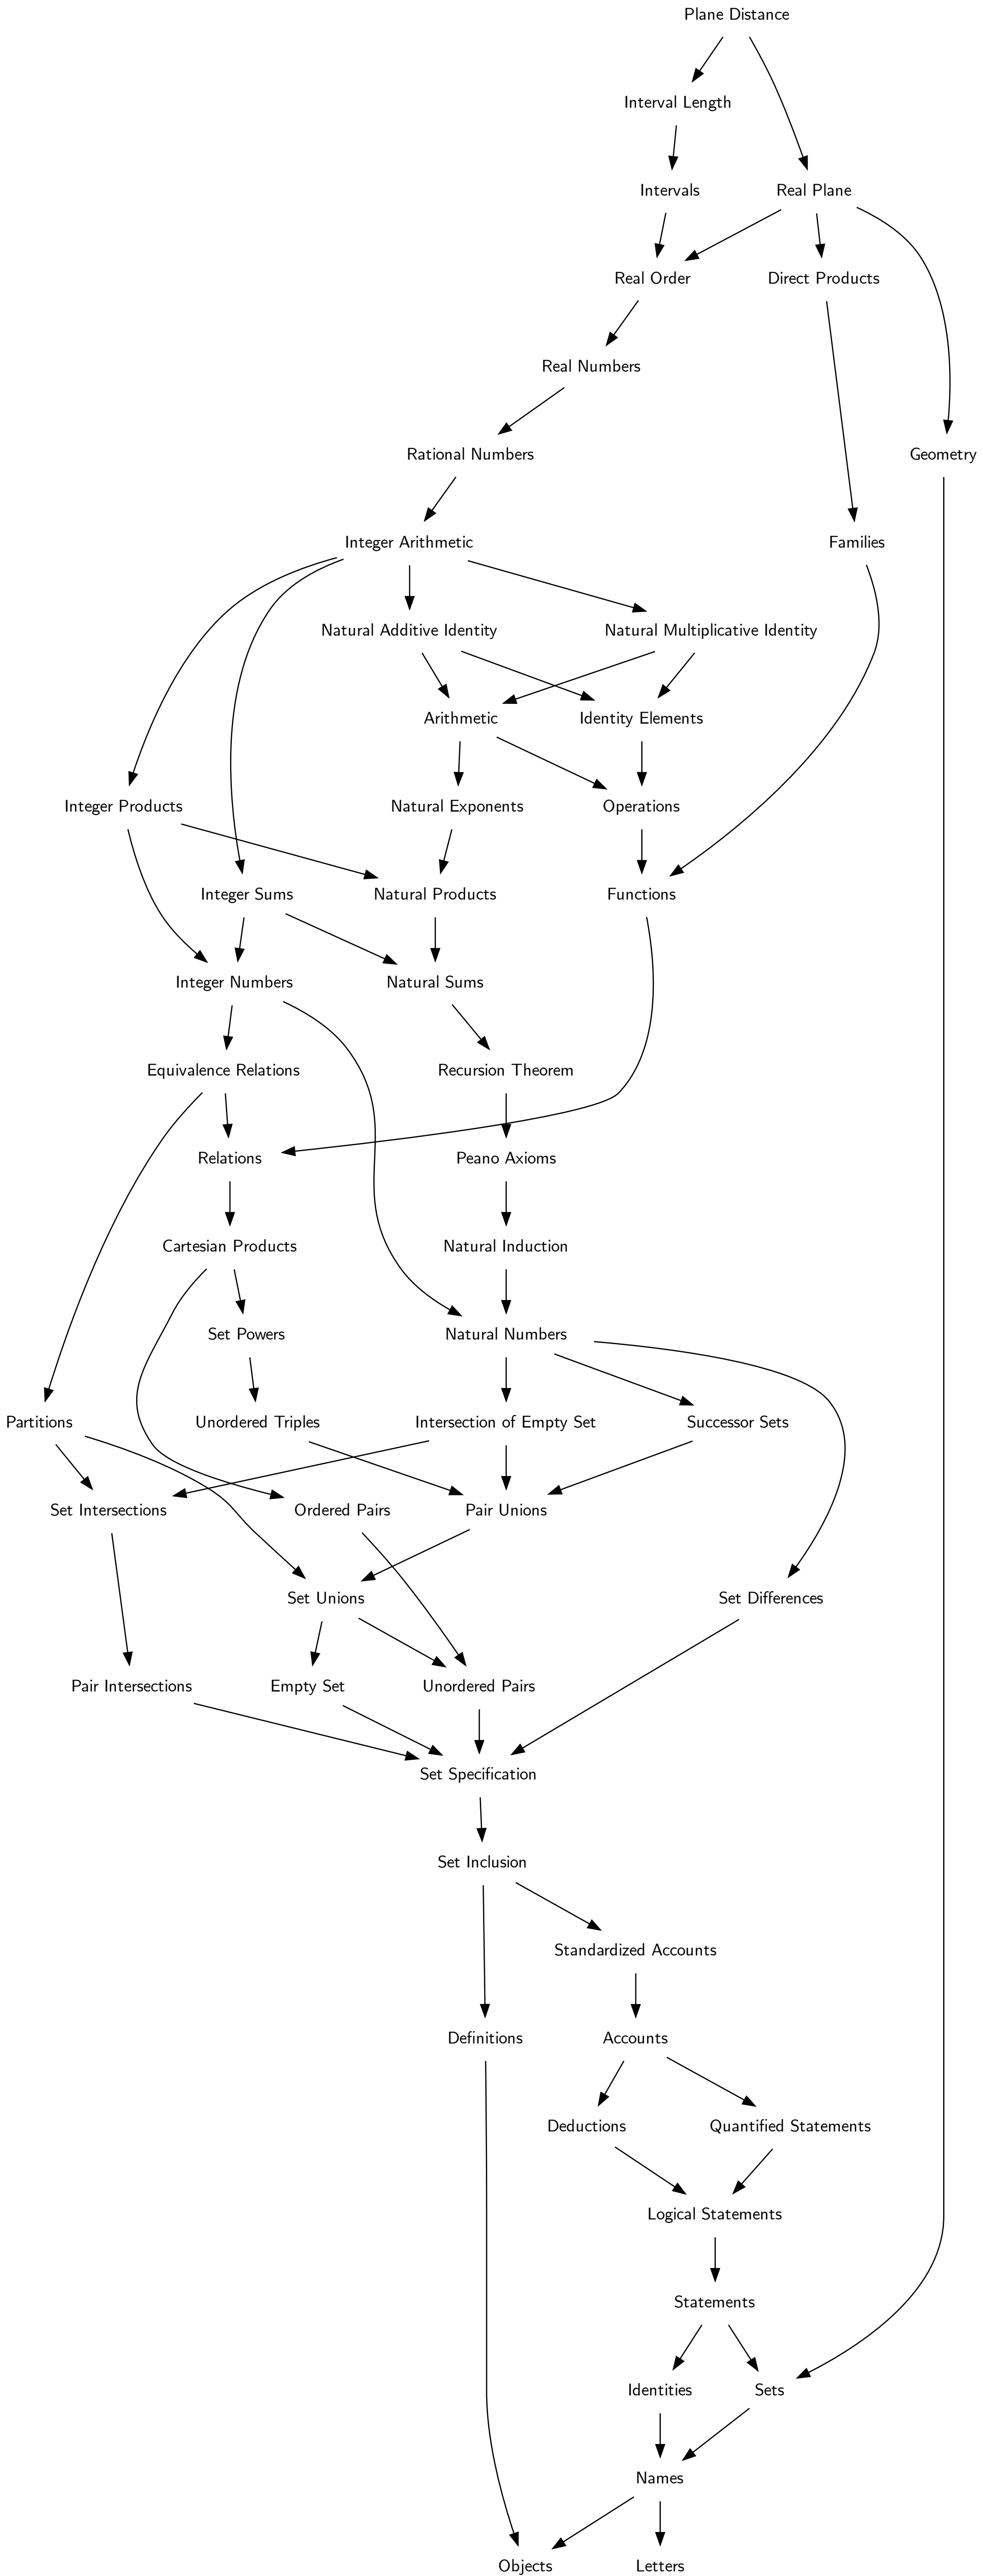 Plane Distance
Interval Length
Intervals
Real Plane
Real Order
Direct Products
Real Numbers
Rational Numbers
Geometry
Integer Arithmetic
Families
Natural Additive Identity
Natural Multiplicative Identity
Arithmetic
Identity Elements
Integer Products
Natural Exponents
Operations
Integer Sums
Natural Products
Functions
Integer Numbers
Natural Sums
Equivalence Relations
Recursion Theorem
Relations
Peano Axioms
Cartesian Products
Natural Induction
Set Powers
Natural Numbers
Partitions
Unordered Triples
Intersection of Empty Set
Successor Sets
Set Intersections
Ordered Pairs
Pair Unions
Set Unions
Set Differences
Pair Intersections
Empty Set
Unordered Pairs
Set Specification
Set Inclusion
Standardized Accounts
Definitions
Accounts
Deductions
Quantified Statements
Logical Statements
Statements
Identities
Sets
Names
Objects
Letters